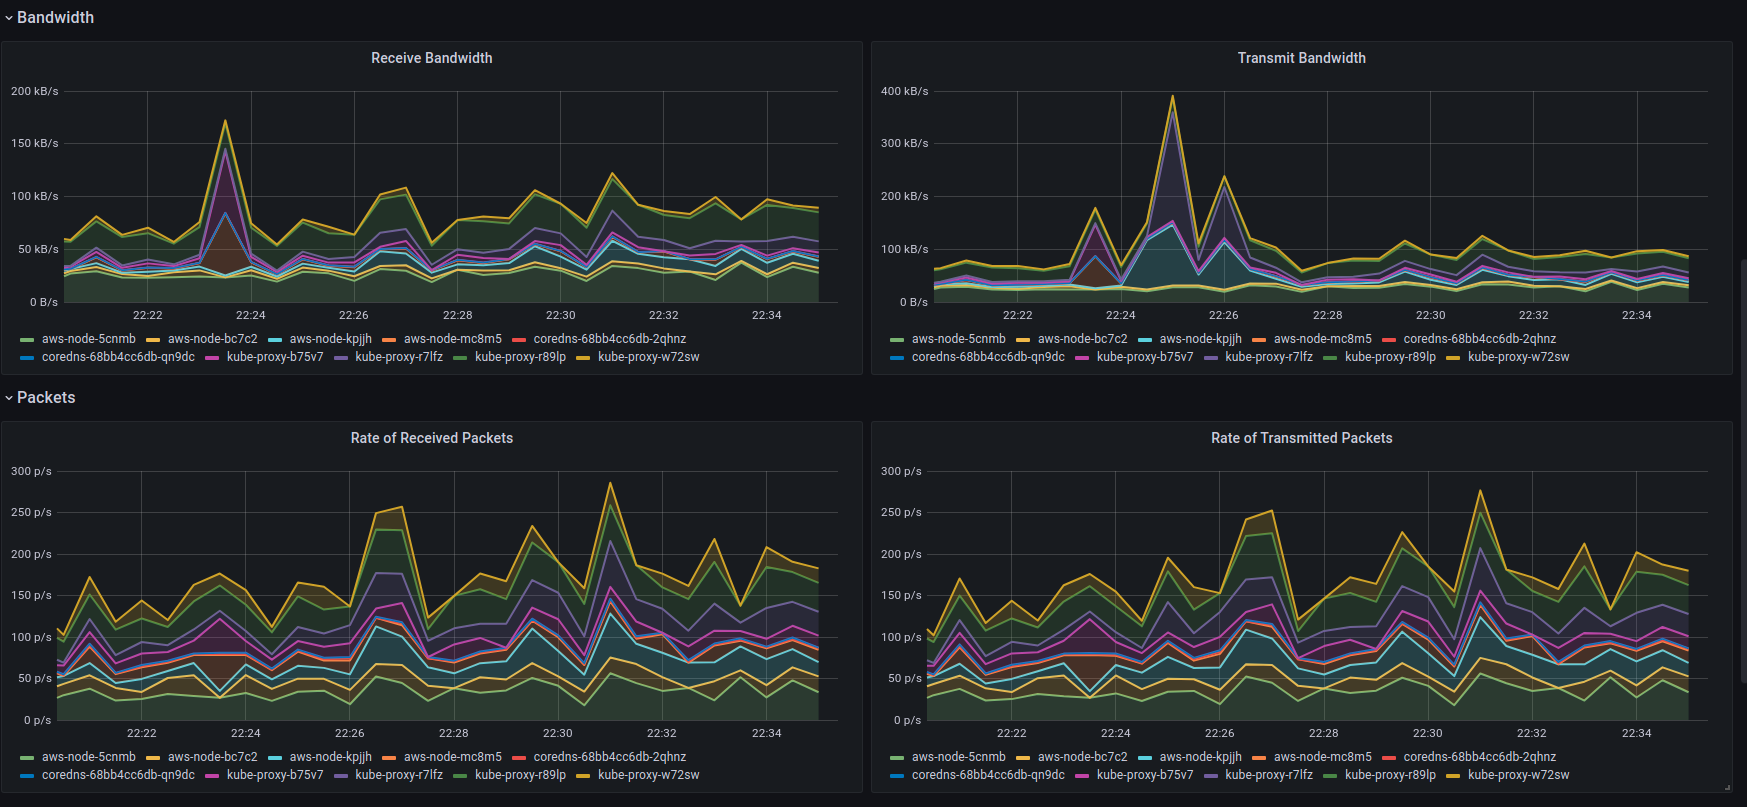 Bandwidth
Receive Bandwidth
200 kB/s
150 kB/s
100 kB/s
50 kB/s
0 B/s
22:22 22:24 22:26 22:28 22:30 22:32 22:34
aws-node-5cnmb aws-node-bc7c2 aws-node-kpjjh aws-node-mc8m5 coredns-68bb4cc6db-2qhnz
coredns-68bb4cc6db-qn9dc kube-proxy-b75v7 kube-proxy-r7lfz kube-proxy-r89lp kube-proxy-w72sw
Transmit Bandwidth
400 kB/s
300 kB/s
200 kB/s
100 kB/s
0 B/s
22:22 22:24 22:26 22:28 22:30 22:32 22:34
aws-node-5cnmb aws-node-bc7c2 aws-node-kpjjh aws-node-mc8m5 coredns-68bb4cc6db-2qhnz
coredns-68bb4cc6db-qn9dc kube-proxy-b75v7 kube-proxy-r7lfz kube-proxy-r89lp kube-proxy-w72sw
Packets
Rate of Received Packets
300 p/s
250 p/s
200 p/s
150 p/s
100 p/s
50 p/s
0 p/s
22:22 22:24 22:26 22:28 22:30 22:32 22:34
aws-node-5cnmb aws-node-bc7c2 aws-node-kpjjh aws-node-mc8m5 coredns-68bb4cc6db-2qhnz
coredns-68bb4cc6db-qn9dc kube-proxy-b75v7 kube-proxy-r7lfz kube-proxy-r89lp kube-proxy-w72sw
Rate of Transmitted Packets
300 p/s
250 p/s
200 p/s
150 p/s
100 p/s
50 p/s
0 p/s
22:22 22:24 22:26 22:28 22:30 22:32 22:34
aws-node-5cnmb aws-node-bc7c2 aws-node-kpjjh aws-node-mc8m5 coredns-68bb4cc6db-2qhnz
coredns-68bb4cc6db-qn9dc kube-proxy-b75v7 kube-proxy-r7lfz kube-proxy-r89lp kube-proxy-w72sw